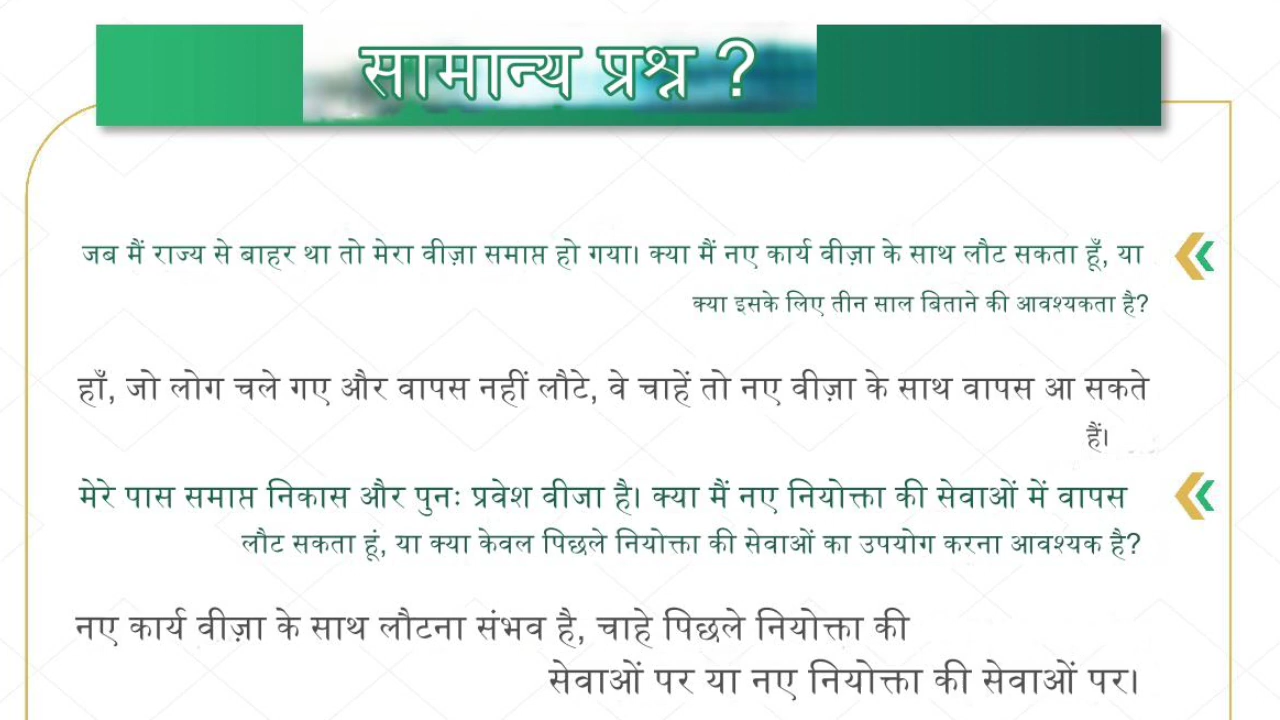 सामान्य प्रश्न ?
जब मैं राज्य से बाहर था तो मेरा वीज़ा समाप्त हो गया। क्या मैं नए कार्य वीज़ा के साथ लौट सकता हूँ, या
क्या इसके लिए तीन साल बिताने की आवश्यकता है?
हाँ, जो लोग चले गए और वापस नहीं लौटे, वे चाहें तो नए वीज़ा के साथ वापस आ सकते
हैं।
मेरे पास समाप्त निकास और पुनः प्रवेश वीजा है। क्या मैं नए नियोक्ता की सेवाओं में वापस
लौट सकता हूं, या क्या केवल पिछले नियोक्ता की सेवाओं का उपयोग करना आवश्यक है?
नए कार्य वीज़ा के साथ लौटना संभव है, चाहे पिछले नियोक्ता की
सेवाओं पर या नए नियोक्ता की सेवाओं पर।